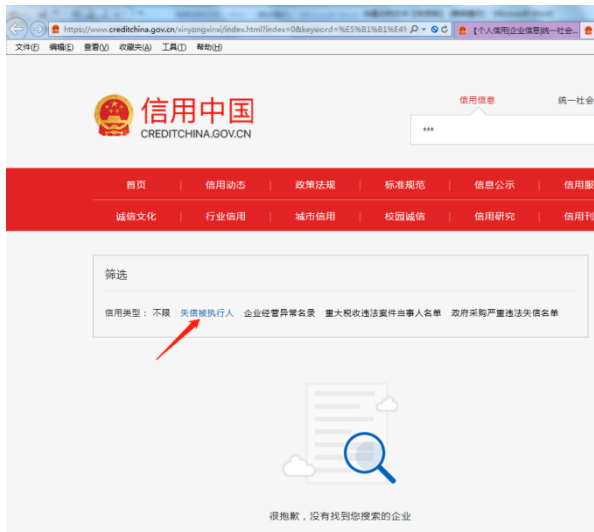 https://www.creditchina.gov.cn/xinyongxinxi/index.html?index=0&keyword=%E5%B1%B1%E49
【个人信用|企业信息|统一社会...
文件(F) 编辑(E) 查看(V) 收藏夹(A) 工具(T) 帮助(H)
信用中国
CREDITCHINA.GOV.CN
信用信息 统一社会
***
首页 | 信用动态 | 政策法规 | 标准规范 | 信息公示 | 信用服
诚信文化 | 行业信用 | 城市信用 | 校园诚信 | 信用研究 | 信用刊
筛选
信用类型： 不限 失信被执行人 企业经营异常名录 重大税收违法案件当事人名单 政府采购严重违法失信名单
很抱歉，没有找到您搜索的企业